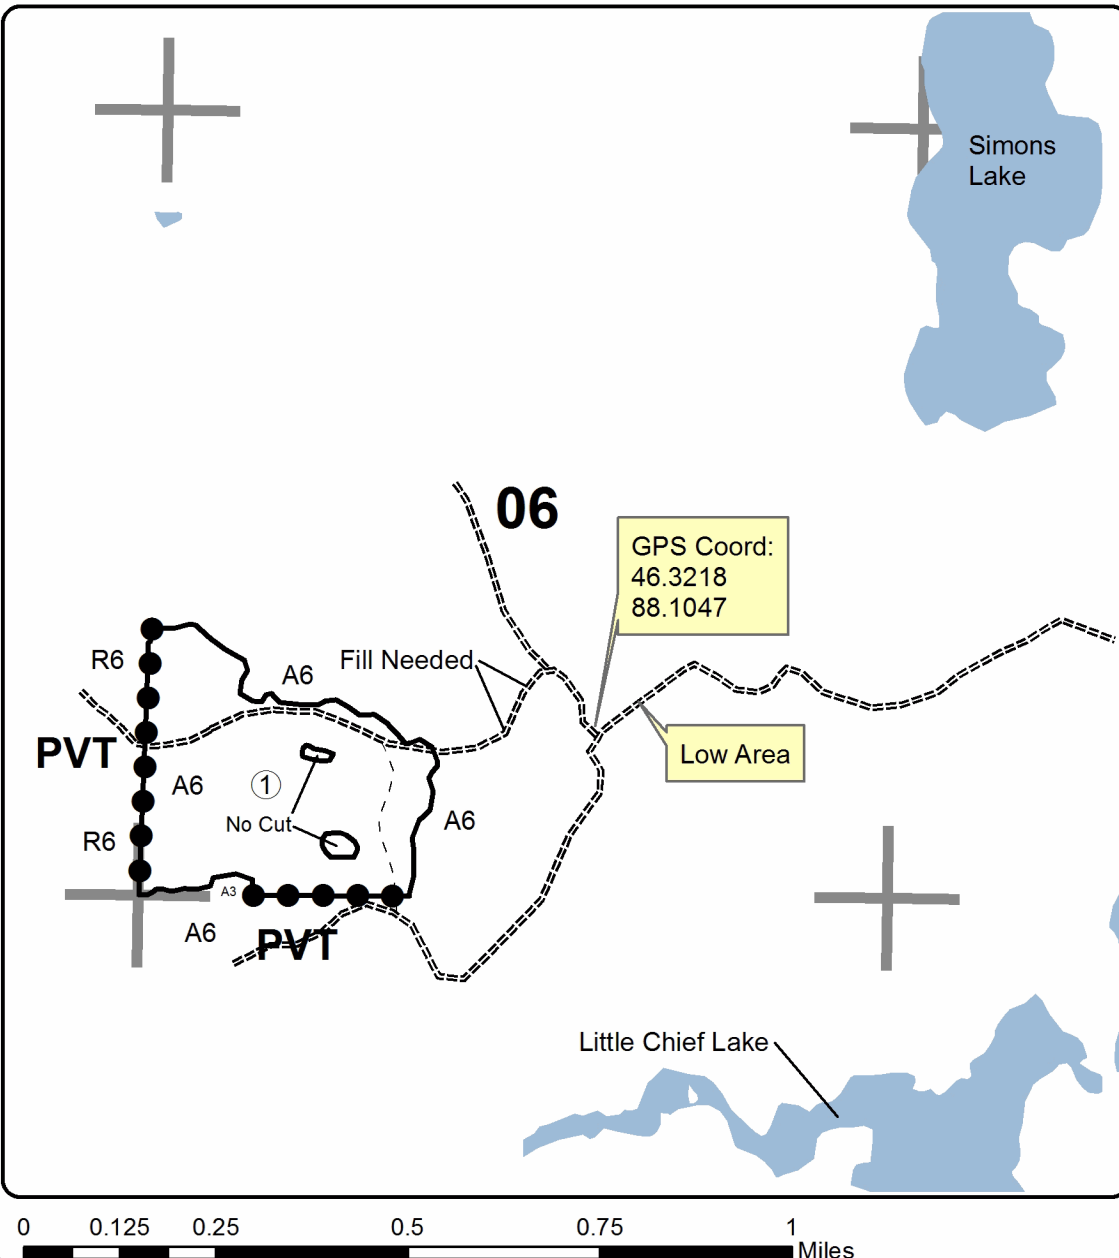 Simons
Lake
06
GPS Coord:
46.3218
88.1047
R6
Fill Needed
A6
PVT
Low Area
A6
1
A6
No Cut
R6
A3
A6
PVT
Little Chief Lake
0 0.125 0.25 0.5 0.75 1
Miles